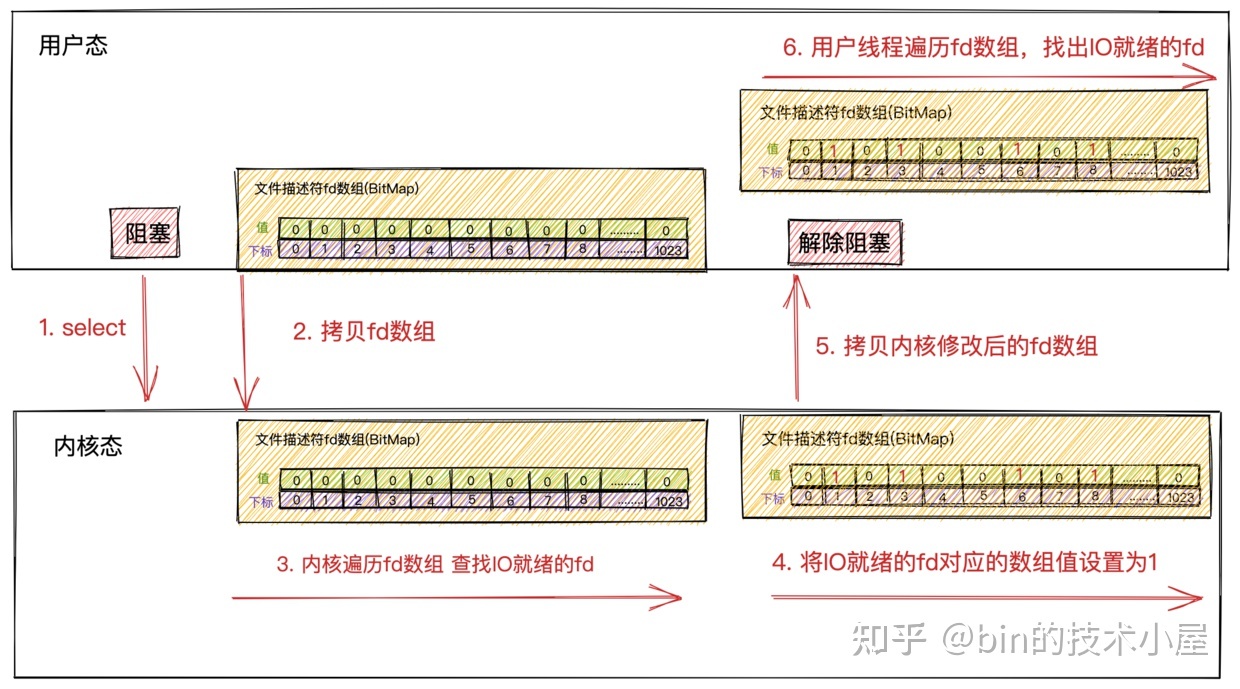 用户态
6. 用户线程遍历fd数组，找出IO就绪的fd
文件描述符fd数组(BitMap)
值 0 1 0 1 0 0 1 0 1 ......... 0
下标 0 1 2 3 4 5 6 7 8 ........ 1023
文件描述符fd数组(BitMap)
值 0 0 0 0 0 0 0 0 0 ......... 0
下标 0 1 2 3 4 5 6 7 8 ........ 1023
阻塞
解除阻塞
1. select
2. 拷贝fd数组
5. 拷贝内核修改后的fd数组
内核态
文件描述符fd数组(BitMap)
值 0 0 0 0 0 0 0 0 0 ......... 0
下标 0 1 2 3 4 5 6 7 8 ........ 1023
文件描述符fd数组(BitMap)
值 0 1 0 1 0 0 1 0 1 ......... 0
下标 0 1 2 3 4 5 6 7 8 ........ 1023
3. 内核遍历fd数组 查找IO就绪的fd
4. 将IO就绪的fd对应的数组值设置为1
知乎 @bin的技术小屋